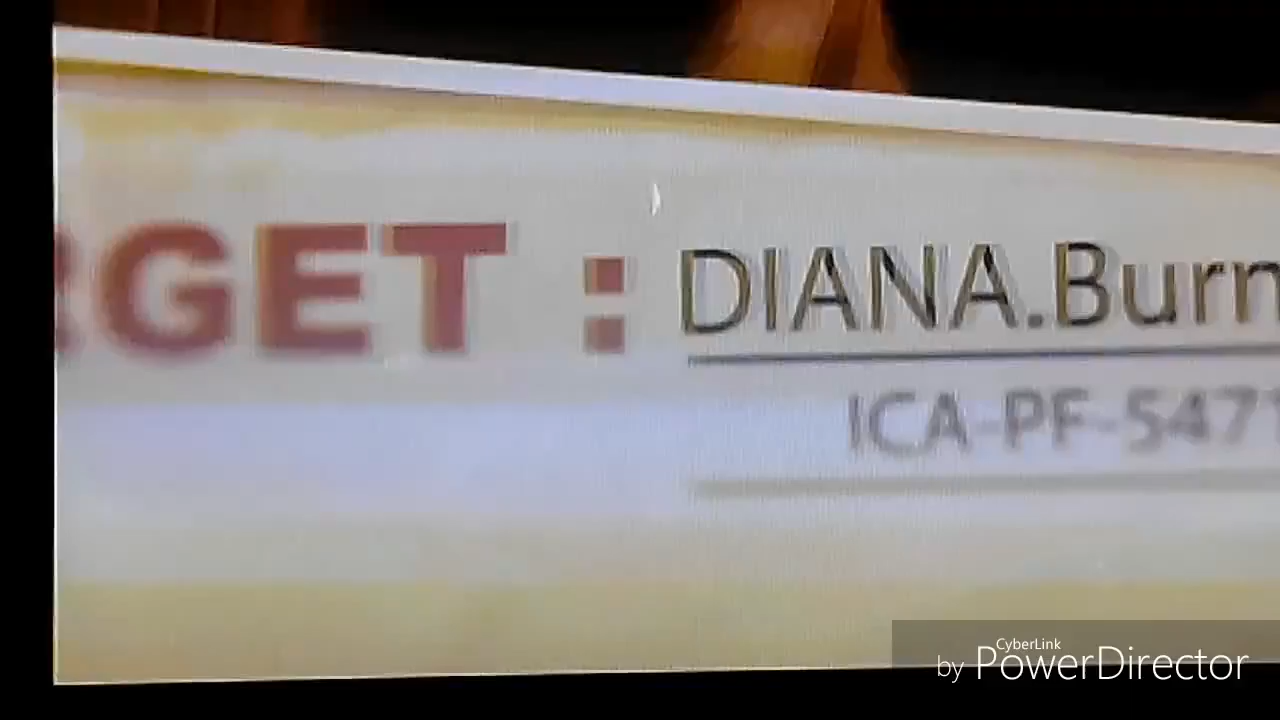 RGET : DIANA.Burn
ICA-PF-547
CyberLink
by PowerDirector